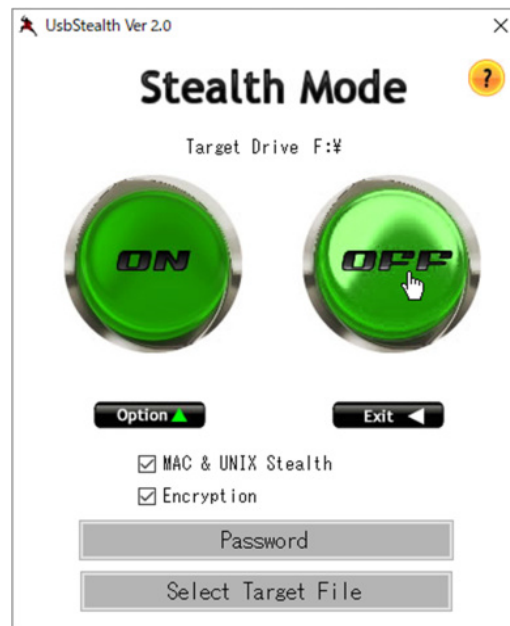 UsbStealth Ver 2.0
Stealth Mode
?
Target Drive F:¥
ON
OFF
Option
Exit
MAC & UNIX Stealth
Encryption
Password
Select Target File